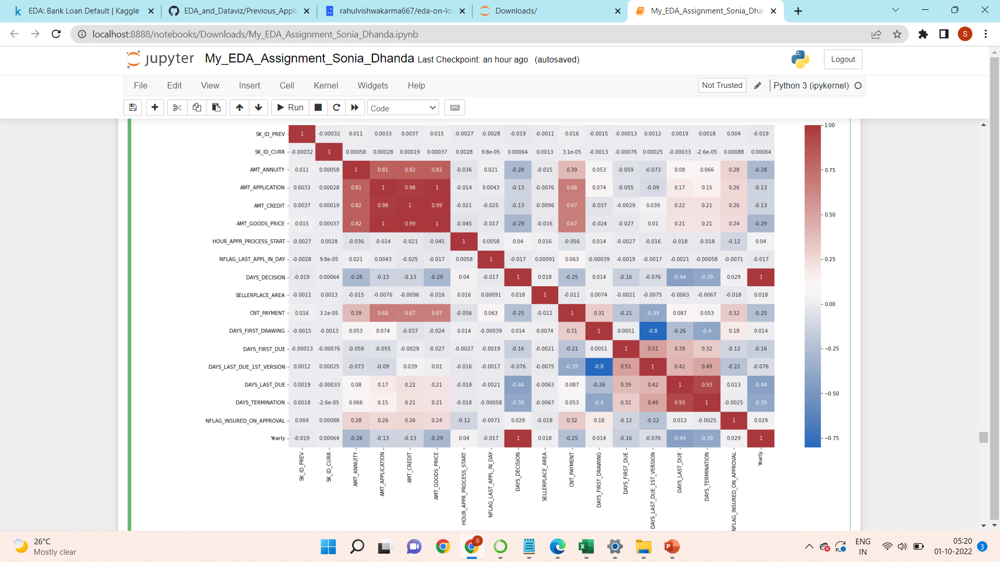 EDA: Bank Loan Default | Kaggle
EDA_and_Dataviz/Previous_Appli
rahulvishwakarma667/eda-on-loa
Downloads/
My_EDA_Assignment_Sonia_Dhan
localhost:8888/notebooks/Downloads/My_EDA_Assignment_Sonia_Dhanda.ipynb
S
jupyter My_EDA_Assignment_Sonia_Dhanda Last Checkpoint: an hour ago (autosaved)
Logout
File Edit View Insert Cell Kernel Widgets Help
Not Trusted
Python 3 (ipykernel)
Run
Code
SK_ID_PREV 1 -0.00032 0.011 0.0033 0.0037 0.015 -0.0027 -0.0028 -0.019 -0.0011 0.016 -0.0015 -0.00013 0.0012 0.0019 0.0018 0.004 -0.019
SK_ID_CURR -0.00032 1 0.00058 0.00028 0.00019 0.00037 0.0028 9.8e-05 0.00064 0.0013 3.1e-05 -0.0013 -0.00076 0.00025 -0.00033 -2.6e-05 0.00088 0.00064
AMT_ANNUITY 0.011 0.00058 1 0.81 0.82 0.82 -0.036 0.021 -0.28 -0.015 0.39 0.053 -0.059 -0.073 0.08 0.066 0.28 -0.28
AMT_APPLICATION 0.0033 0.00028 0.81 1 0.98 1 -0.014 0.0043 -0.13 -0.0076 0.68 0.074 -0.055 -0.09 0.17 0.15 0.26 -0.13
AMT_CREDIT 0.0037 0.00019 0.82 0.98 1 0.99 -0.021 -0.025 -0.13 -0.0096 0.67 -0.037 -0.0029 0.039 0.22 0.21 0.26 -0.13
AMT_GOODS_PRICE 0.015 0.00037 0.82 1 0.99 1 -0.045 -0.017 -0.29 -0.016 0.67 -0.024 -0.027 0.01 0.21 0.21 0.24 -0.29
HOUR_APPR_PROCESS_START -0.0027 0.0028 -0.036 -0.014 -0.021 -0.045 1 0.0058 0.04 0.016 -0.056 0.014 -0.0027 -0.016 -0.018 -0.018 -0.12 0.04
NFLAG_LAST_APPL_IN_DAY -0.0028 9.8e-05 0.021 0.0043 -0.025 -0.017 0.0058 1 -0.017 0.00091 0.063 -0.00039 -0.0019 -0.0017 -0.0021 -0.00058 -0.0071 -0.017
DAYS_DECISION -0.019 0.00064 -0.28 -0.13 -0.13 -0.29 0.04 -0.017 1 0.018 -0.25 0.014 -0.16 -0.076 -0.44 -0.39 0.029 1
SELLERPLACE_AREA -0.0011 0.0013 -0.015 -0.0076 -0.0096 -0.016 0.016 0.00091 0.018 1 -0.011 0.0074 -0.0021 -0.0075 -0.0063 -0.0067 -0.018 0.018
CNT_PAYMENT 0.016 3.1e-05 0.39 0.68 0.67 0.67 -0.056 0.063 -0.25 -0.011 1 0.31 -0.21 -0.39 0.087 0.053 0.32 -0.25
DAYS_FIRST_DRAWING -0.0015 -0.0013 0.053 0.074 -0.037 -0.024 0.014 -0.00039 0.014 0.0074 0.31 1 0.0051 -0.8 -0.26 -0.4 0.18 0.014
DAYS_FIRST_DUE -0.00013 -0.00076 -0.059 -0.055 -0.0029 -0.027 -0.0027 -0.0019 -0.16 -0.0021 -0.21 0.0051 1 0.51 0.39 0.32 -0.12 -0.16
DAYS_LAST_DUE_1ST_VERSION 0.0012 0.00025 -0.073 -0.09 0.039 0.01 -0.016 -0.0017 -0.076 -0.0075 -0.39 -0.8 0.51 1 0.42 0.49 -0.22 -0.076
DAYS_LAST_DUE 0.0019 -0.00033 0.08 0.17 0.22 0.21 -0.018 -0.0021 -0.44 -0.0063 0.087 -0.26 0.39 0.42 1 0.93 0.013 -0.44
DAYS_TERMINATION 0.0018 -2.6e-05 0.066 0.15 0.21 0.21 -0.018 -0.00058 -0.39 -0.0067 0.053 -0.4 0.32 0.49 0.93 1 -0.0025 -0.39
NFLAG_INSURED_ON_APPROVAL 0.004 0.00088 0.28 0.26 0.26 0.24 -0.12 -0.0071 0.029 -0.018 0.32 0.18 -0.12 -0.22 0.013 -0.0025 1 0.029
Yearly -0.019 0.00064 -0.28 -0.13 -0.13 -0.29 0.04 -0.017 1 0.018 -0.25 0.014 -0.16 -0.076 -0.44 -0.39 0.029 1
1.00
0.75
0.50
0.25
0.00
-0.25
-0.50
-0.75
SK_ID_PREV
SK_ID_CURR
AMT_ANNUITY
AMT_APPLICATION
AMT_CREDIT
AMT_GOODS_PRICE
HOUR_APPR_PROCESS_START
NFLAG_LAST_APPL_IN_DAY
DAYS_DECISION
SELLERPLACE_AREA
CNT_PAYMENT
DAYS_FIRST_DRAWING
DAYS_FIRST_DUE
DAYS_LAST_DUE_1ST_VERSION
DAYS_LAST_DUE
DAYS_TERMINATION
NFLAG_INSURED_ON_APPROVAL
Yearly
26°C
Mostly clear
S
ENG
IN
05:20
01-10-2022
3